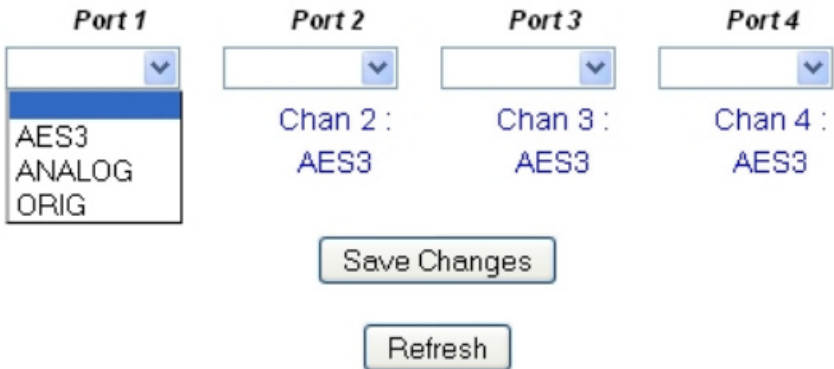 Port 1 Port 2 Port 3 Port 4
Chan 2 : Chan 3 : Chan 4 :
AES3 AES3 AES3 AES3
ANALOG
ORIG
Save Changes
Refresh